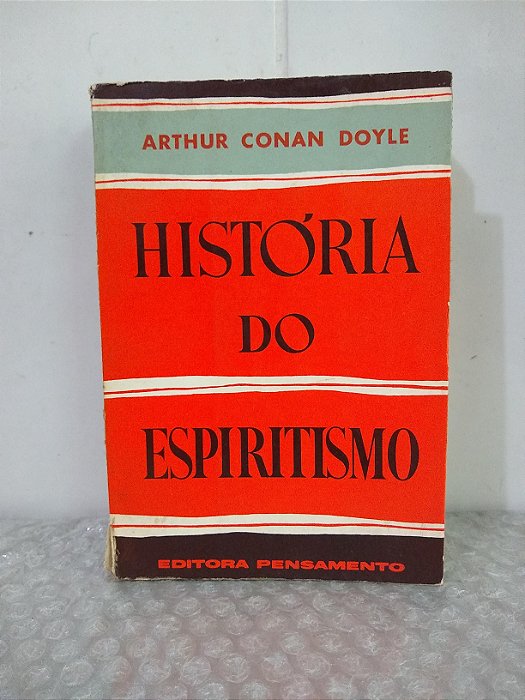 ARTHUR CONAN DOYLE
HISTÓRIA
DO
ESPIRITISMO
EDITORA PENSAMENTO